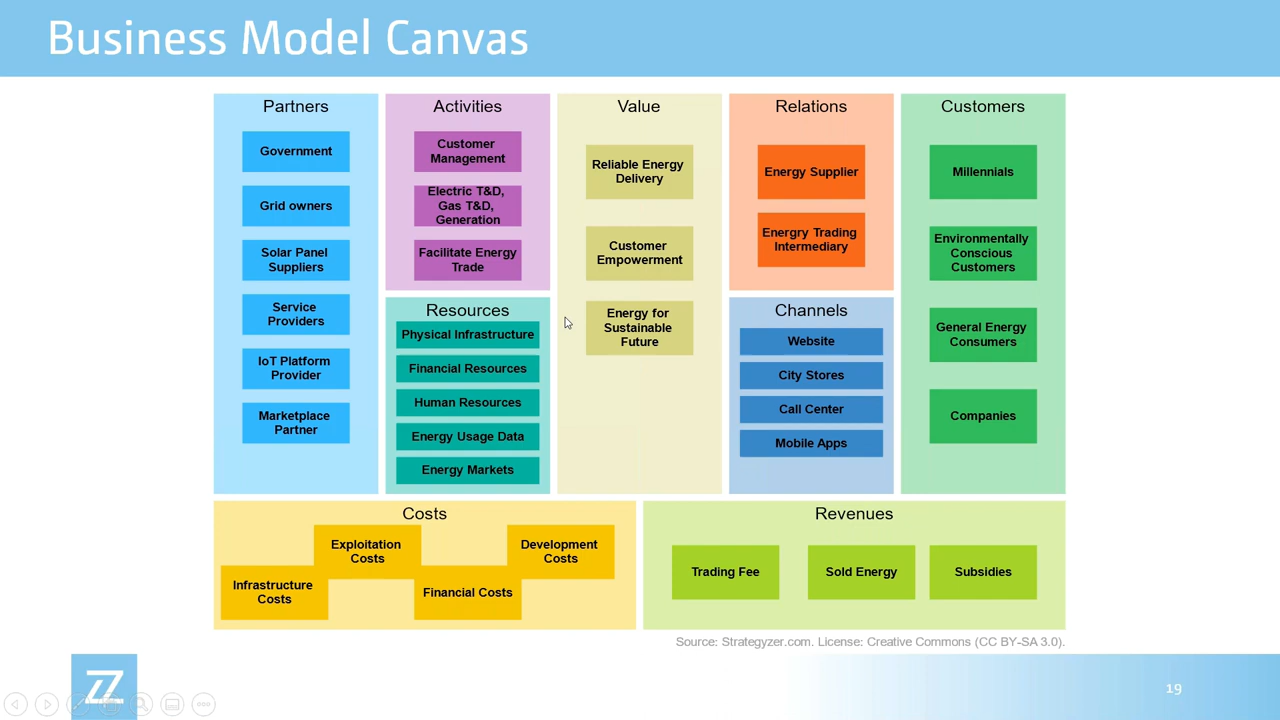 Business Model Canvas
Partners
Government
Grid owners
Solar Panel
Suppliers
Service
Providers
IoT Platform
Provider
Marketplace
Partner
Activities
Customer
Management
Electric T&D,
Gas T&D,
Generation
Facilitate Energy
Trade
Resources
Physical Infrastructure
Financial Resources
Human Resources
Energy Usage Data
Energy Markets
Value
Reliable Energy
Delivery
Customer
Empowerment
Energy for
Sustainable
Future
Relations
Energy Supplier
Energry Trading
Intermediary
Channels
Website
City Stores
Call Center
Mobile Apps
Customers
Millennials
Environmentally
Conscious
Customers
General Energy
Consumers
Companies
Costs
Infrastructure
Costs
Exploitation
Costs
Financial Costs
Development
Costs
Revenues
Trading Fee
Sold Energy
Subsidies
Source: Strategyzer.com. License: Creative Commons (CC BY-SA 3.0).
19